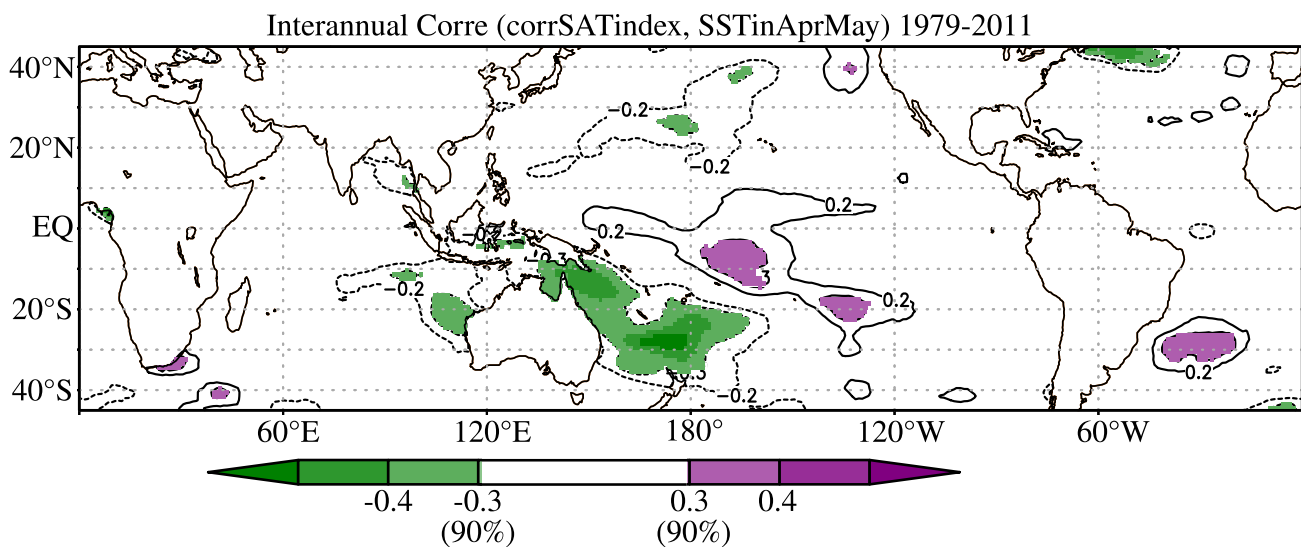 Interannual Corre (corrSATindex, SSTinAprMay) 1979-2011
40°N
20°N
EQ
20°S
40°S
−0.2
−0.2
0.2
0.2
−0.3
3
−0.2
0.2
−0.2
0.2
60°E 120°E 180° 120°W 60°W
-0.4 -0.3 0.3 0.4
(90%) (90%)